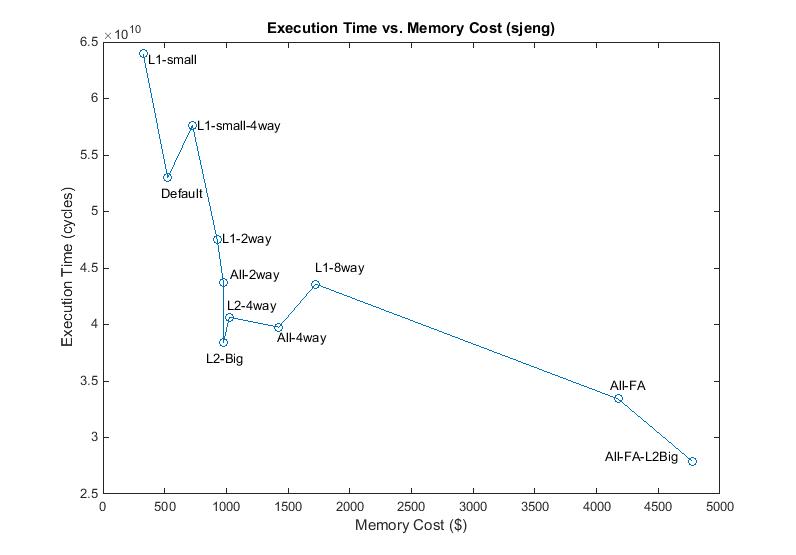 Execution Time vs. Memory Cost (sjeng)
×10^10
6.5
6
5.5
5
4.5
4
3.5
3
2.5
Execution Time (cycles)
L1-small
L1-small-4way
Default
L1-2way
All-2way
L1-8way
L2-4way
All-4way
L2-Big
All-FA
All-FA-L2Big
0 500 1000 1500 2000 2500 3000 3500 4000 4500 5000
Memory Cost ($)